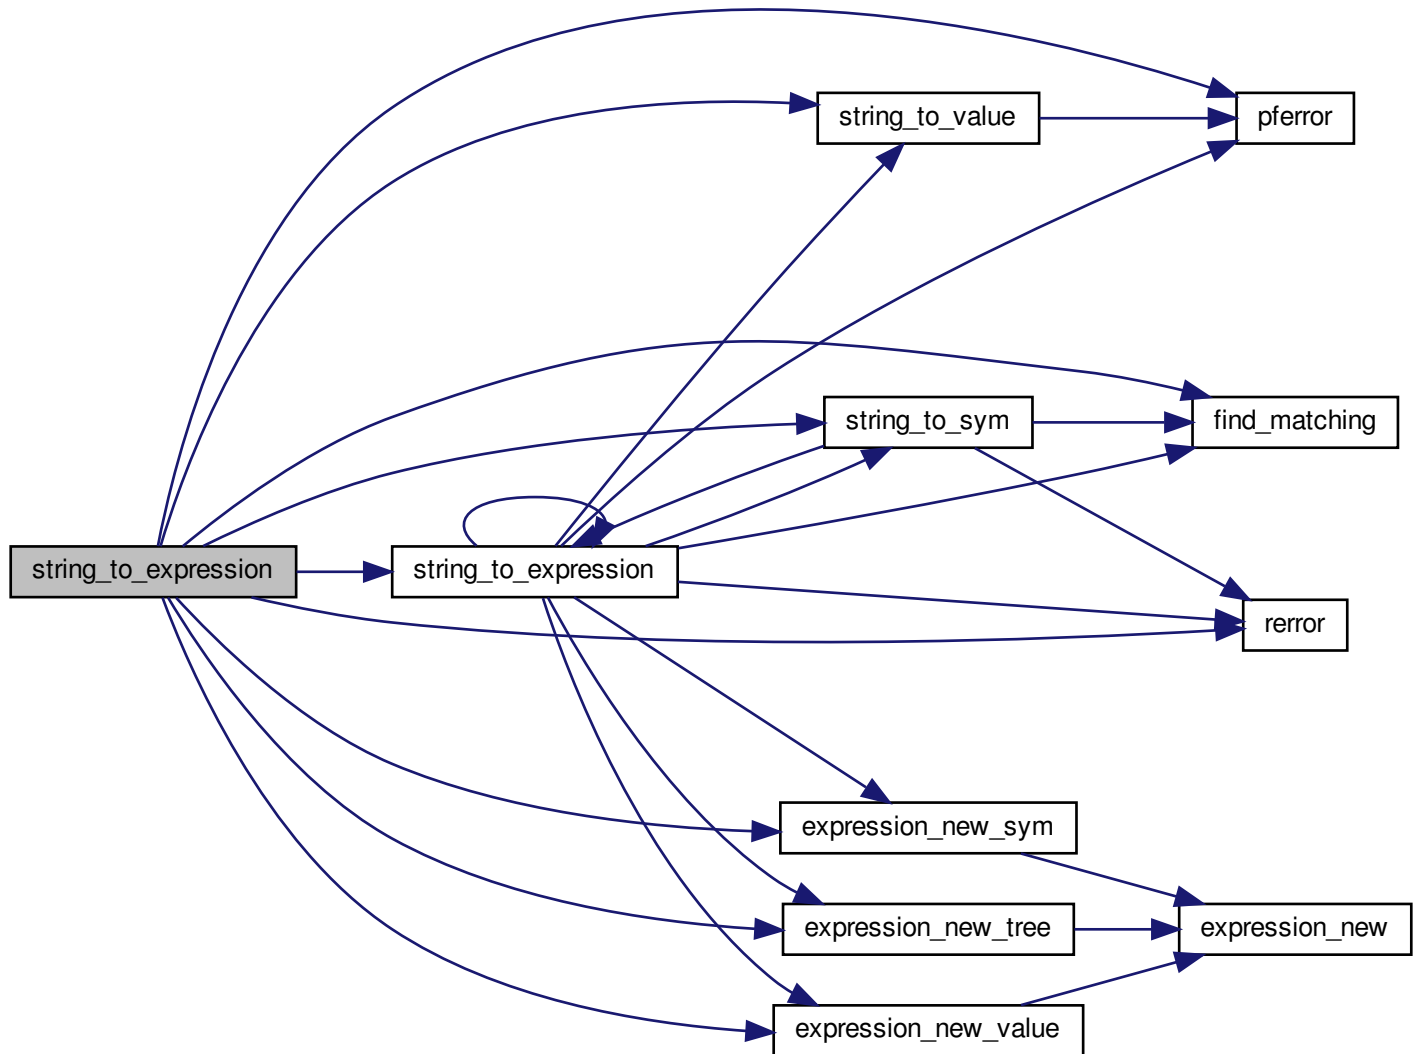 string_to_value
pferror
string_to_sym
find_matching
string_to_expression
string_to_expression
rerror
expression_new_sym
expression_new_tree
expression_new
expression_new_value